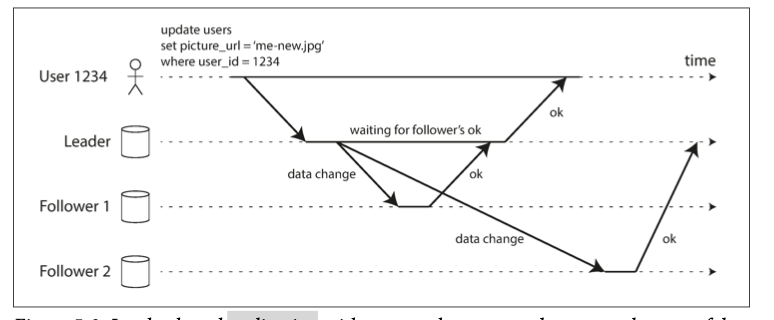 update users
set picture_url = 'me-new.jpg'
where user_id = 1234
time
User 1234
ok
waiting for follower's ok
Leader
data change
ok
Follower 1
data change
ok
Follower 2